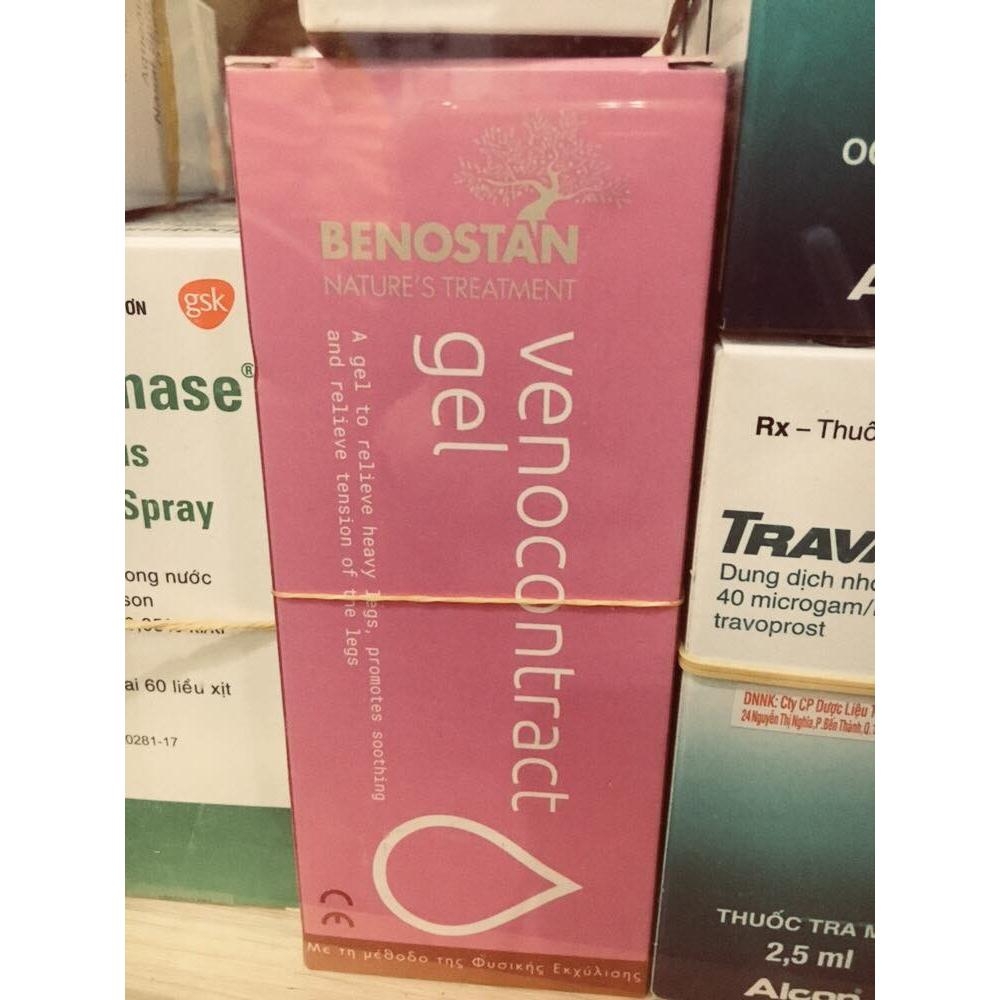 BENOSTAN
NATURE'S TREATMENT
venocontract
gel
A gel to relieve heavy legs, promotes soothing
and relieve tension of the legs
CE
Με τη μέθοδο της Φυσικής Εκχύλισης
gsk
Spray
ong nước
ai 60 liều xịt
0281-17
Rx – Thuố
TRAVA
Dung dịch nhỏ
40 microgam/
travoprost
DNNK: Cty CP Dược Liệu T
24 Nguyễn Thị Nghĩa, P.Bến Thành, Q.
THUỐC TRA M
2,5 ml
Alcon